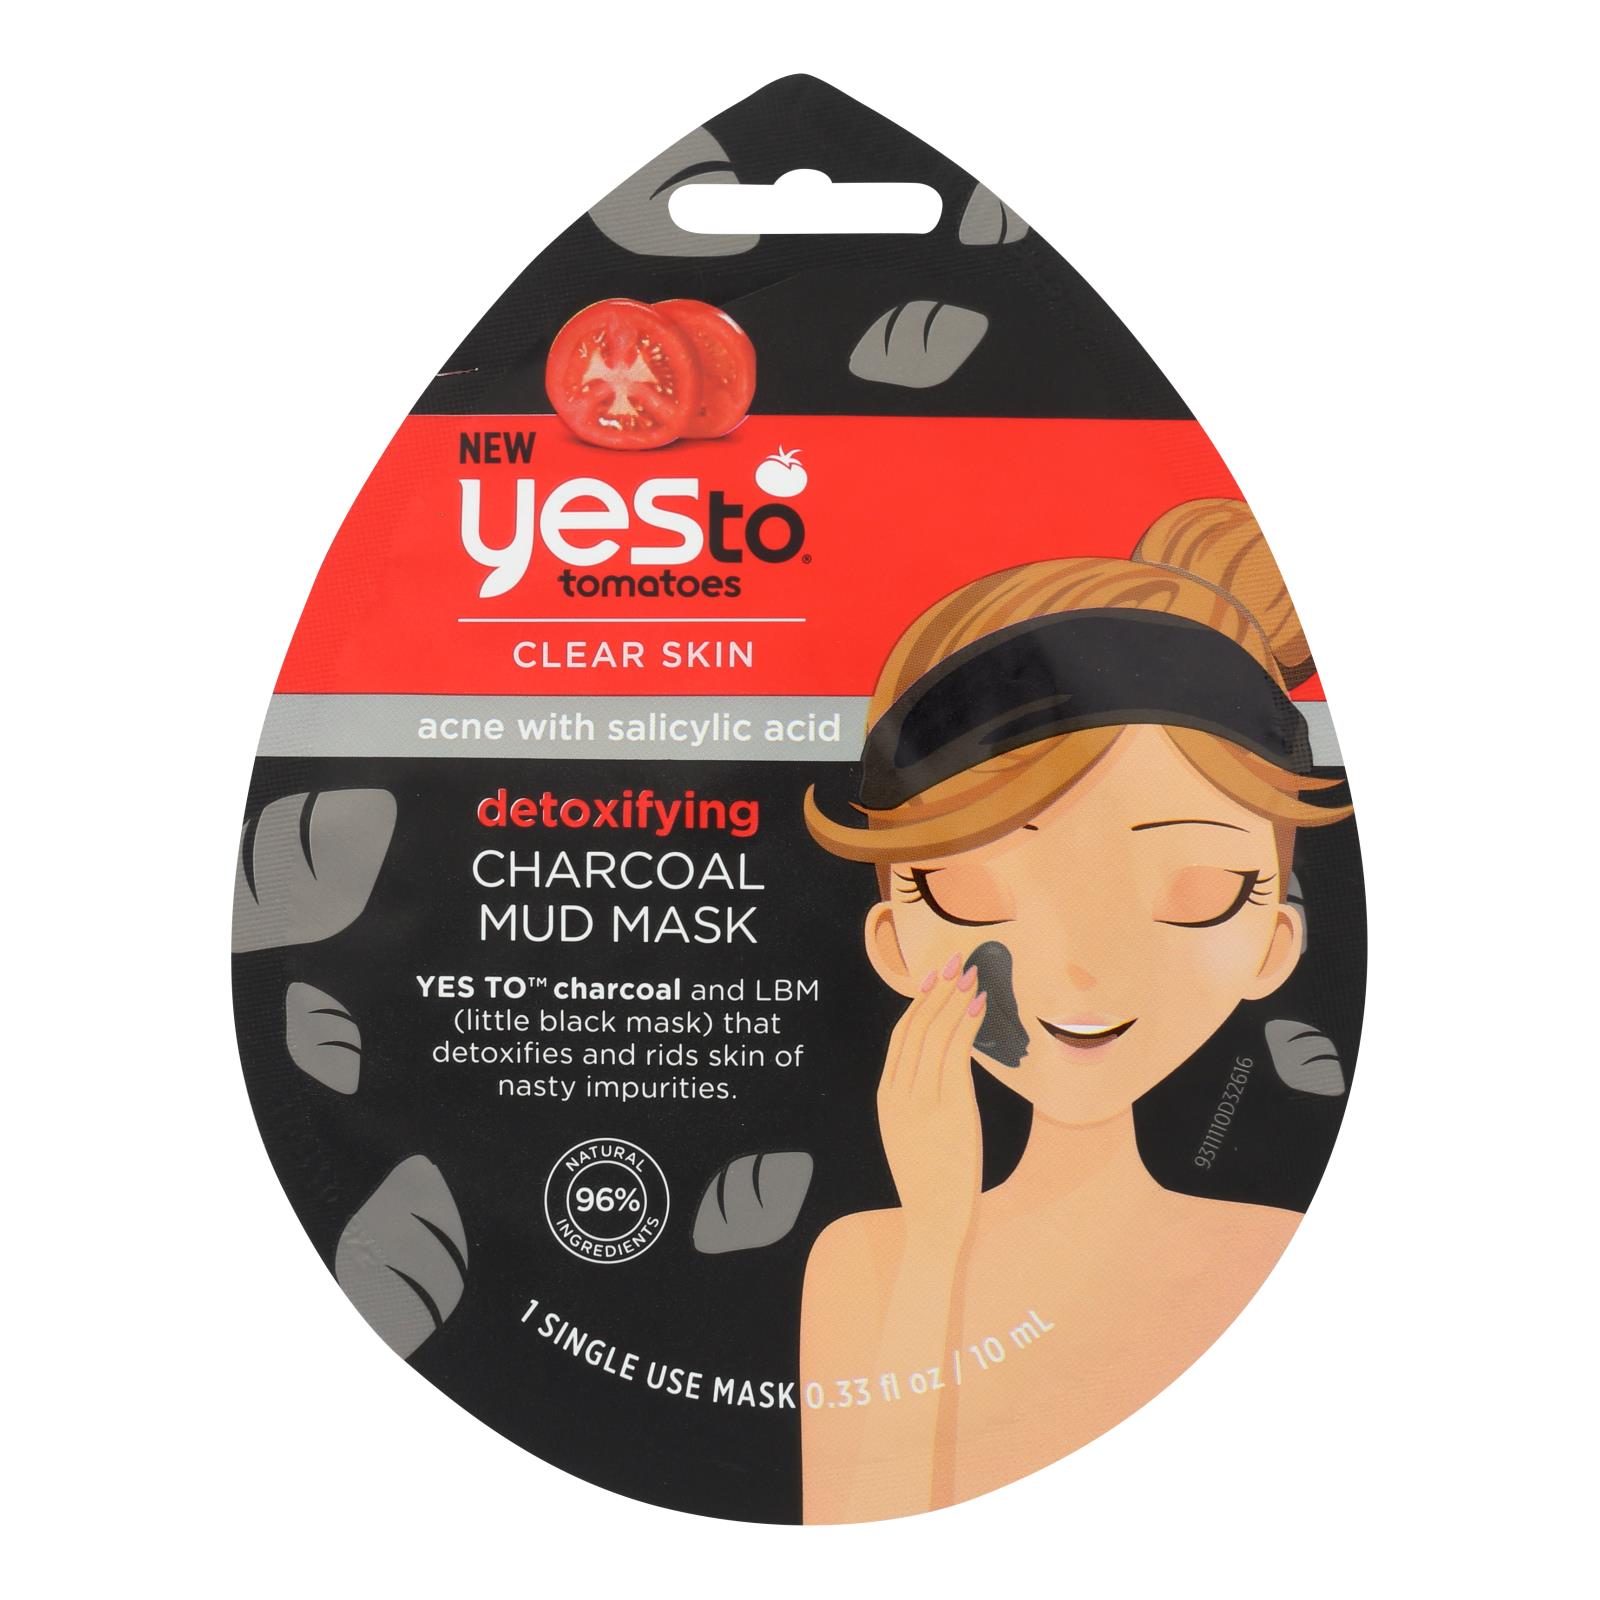 NEW
yes to®
tomatoes
CLEAR SKIN
acne with salicylic acid
detoxifying
CHARCOAL
MUD MASK
YES TO™ charcoal and LBM
(little black mask) that
detoxifies and rids skin of
nasty impurities.
NATURAL
96%
INGREDIENTS
9311110D32616
1 SINGLE USE MASK 0.33 fl oz / 10 mL